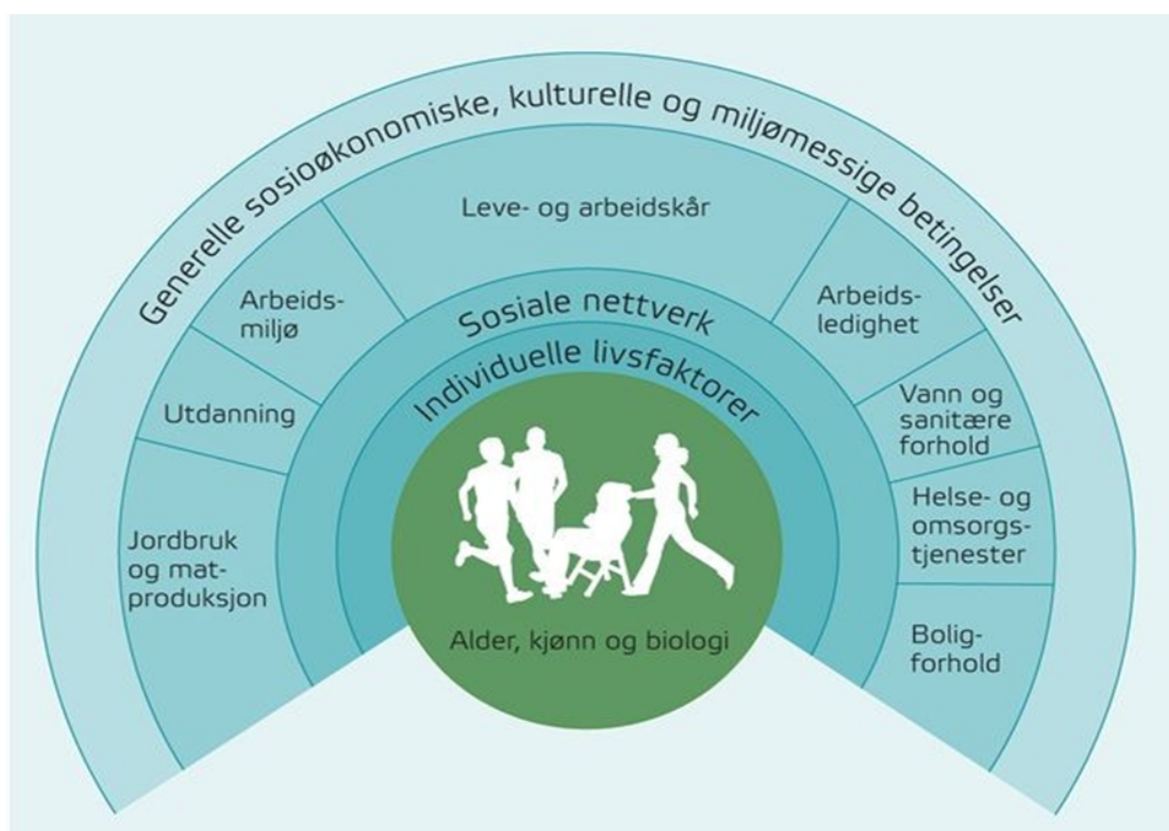 Generelle sosioøkonomiske, kulturelle og miljømessige betingelser
Leve- og arbeidskår
Arbeids-
miljø
Utdanning
Jordbruk
og mat-
produksjon
Arbeids-
ledighet
Vann og
sanitære
forhold
Helse- og
omsorgs-
tjenester
Bolig-
forhold
Sosiale nettverk
Individuelle livsfaktorer
Alder, kjønn og biologi